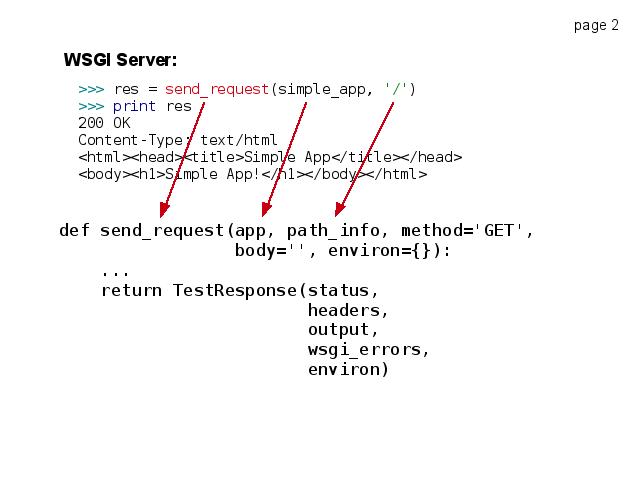 page 2
WSGI Server:
>>> res = send_request(simple_app, '/')
>>> print res
200 OK
Content-Type: text/html
<html><head><title>Simple App</title></head>
<body><h1>Simple App!</h1></body></html>
def send_request(app, path_info, method='GET',
body='', environ={}):
...
return TestResponse(status,
headers,
output,
wsgi_errors,
environ)